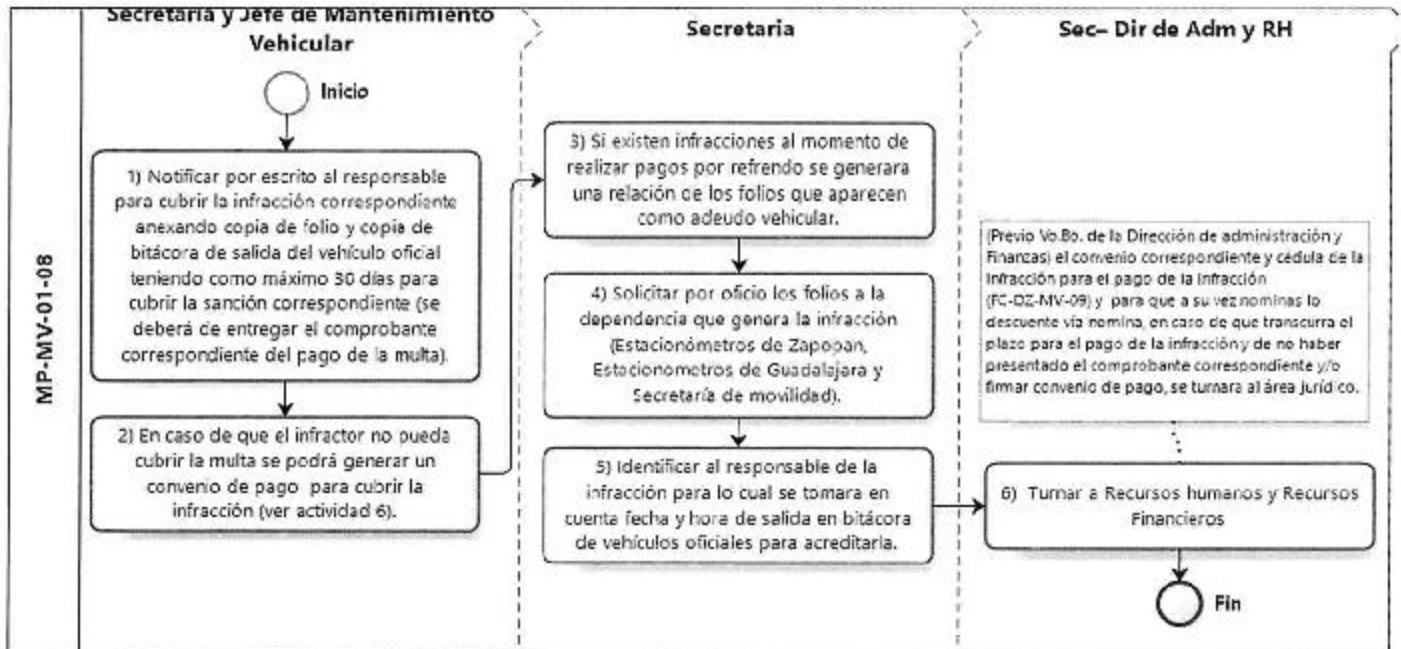 MP-MV-01-08
Secretaria y Jefe de Mantenimiento
Vehicular
Inicio
1) Notificar por escrito al responsable
para cubrir la infracción correspondiente
anexando copia de folio y copia de
bitácora de salida del vehículo oficial
teniendo como máximo 30 días para
cubrir la sanción correspondiente (se
deberá de entregar el comprobante
correspondiente del pago de la multa).
2) En caso de que el infractor no pueda
cubrir la multa se podrá generar un
convenio de pago para cubrir la
infracción (ver actividad 6).
Secretaria
3) Si existen infracciones al momento de
realizar pagos por refrendo se generara
una relación de los folios que aparecen
como adeudo vehicular.
4) Solicitar por oficio los folios a la
dependencia que genera la infracción
(Estacionómetros de Zapopan,
Estacionometros de Guadalajara y
Secretaría de movilidad).
5) Identificar al responsable de la
infracción para lo cual se tomara en
cuenta fecha y hora de salida en bitácora
de vehículos oficiales para acreditarla.
Sec– Dir de Adm y RH
(Previo Vo.Bo. de la Dirección de administración y
Finanzas) el convenio correspondiente y cédula de la
infracción para el pago de la infracción
(FC-DZ-MV-09) y para que a su vez nominas lo
descuente vía nomina, en caso de que transcurra el
plazo para el pago de la infracción y de no haber
presentado el comprobante correspondiente y/o
firmar convenio de pago, se turnara al área jurídico.
6) Turnar a Recursos humanos y Recursos
Financieros
Fin